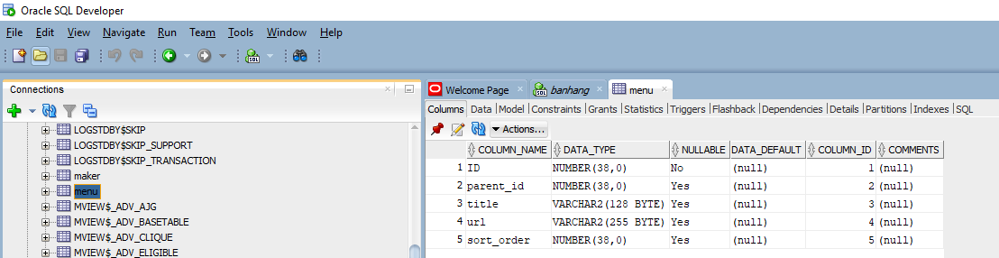 Oracle SQL Developer
File Edit View Navigate Run Team Tools Window Help
Connections
LOGSTDBY$SKIP
LOGSTDBY$SKIP_SUPPORT
LOGSTDBY$SKIP_TRANSACTION
maker
menu
MVIEW$_ADV_AJG
MVIEW$_ADV_BASETABLE
MVIEW$_ADV_CLIQUE
MVIEW$_ADV_ELIGIBLE
Welcome Page banhang menu
Columns Data Model Constraints Grants Statistics Triggers Flashback Dependencies Details Partitions Indexes SQL
Actions...
COLUMN_NAME DATA_TYPE NULLABLE DATA_DEFAULT COLUMN_ID COMMENTS
1 ID NUMBER(38,0) No (null) 1 (null)
2 parent_id NUMBER(38,0) Yes (null) 2 (null)
3 title VARCHAR2(128 BYTE) Yes (null) 3 (null)
4 url VARCHAR2(255 BYTE) Yes (null) 4 (null)
5 sort_order NUMBER(38,0) Yes (null) 5 (null)